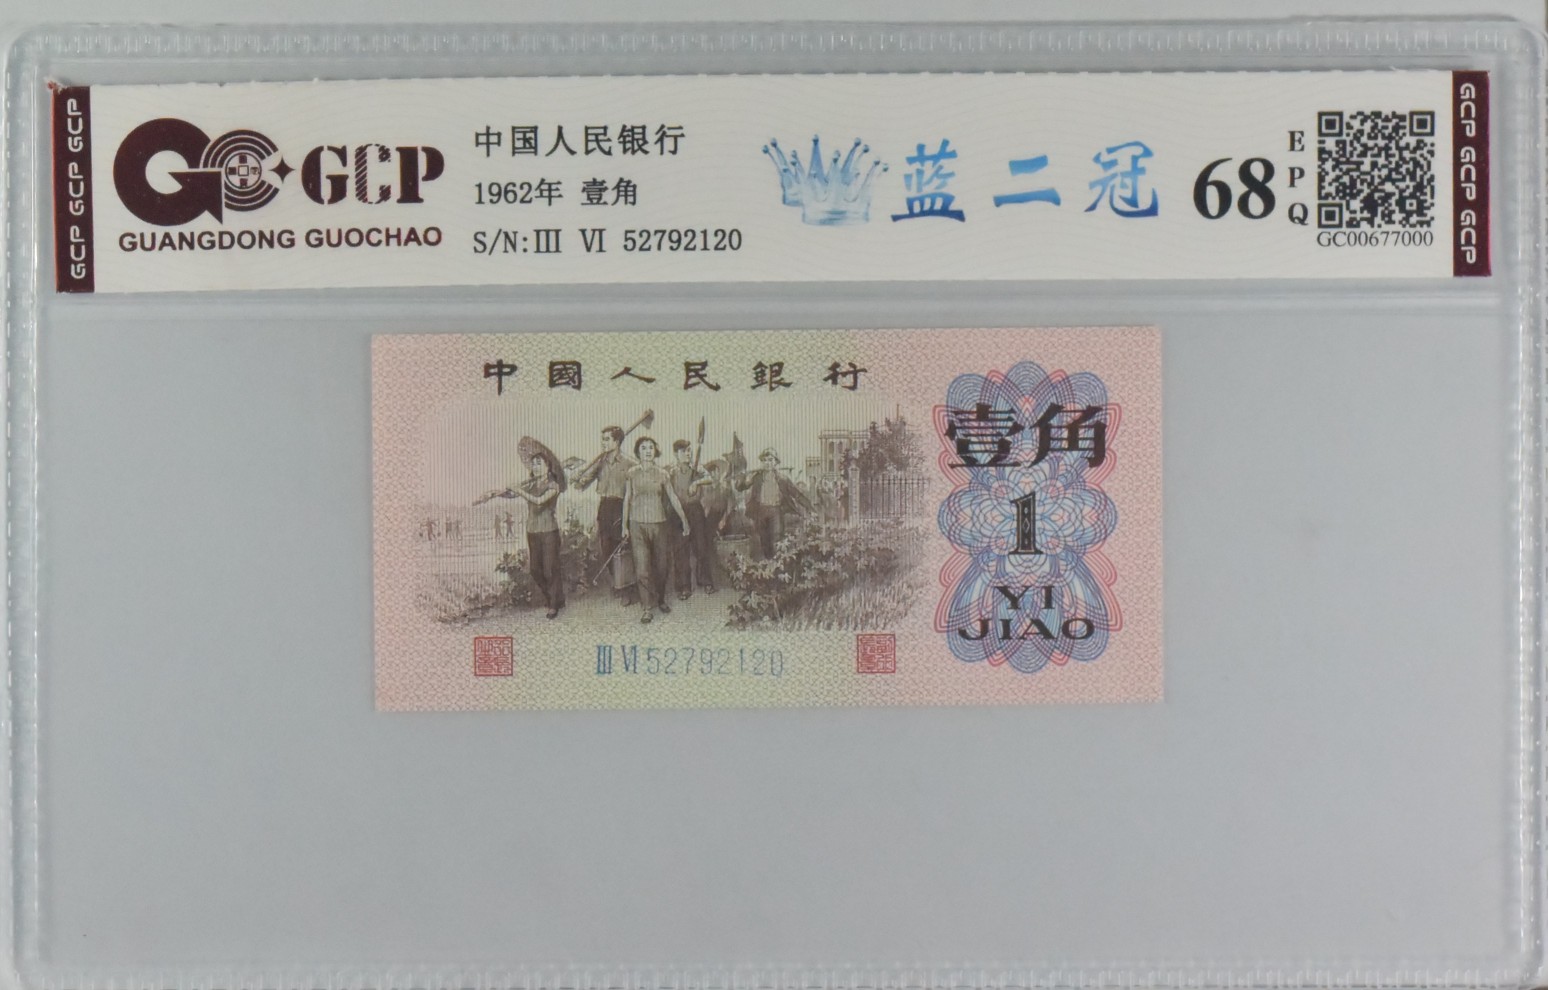 GCP GCP GCP
GCP
GUANGDONG GUOCHAO
中国人民银行
1962年 壹角
S/N:Ⅲ Ⅵ 52792120
蓝二冠
68
EPQ
GC00677000
GCP GCP GCP
中國人民銀行
壹角
1
YI
JIAO
Ⅲ Ⅵ 52792120